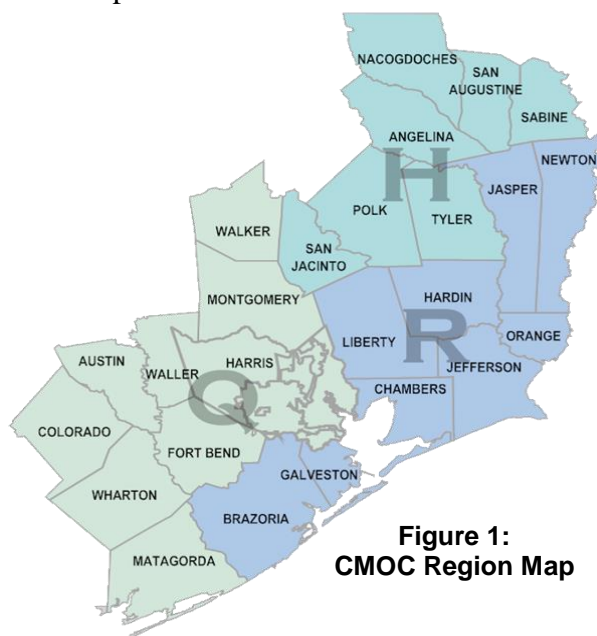 NACOGDOCHES
SAN
AUGUSTINE
SABINE
ANGELINA
NEWTON
H
JASPER
POLK
TYLER
WALKER
SAN
JACINTO
MONTGOMERY
HARDIN
LIBERTY
R
ORANGE
JEFFERSON
AUSTIN
WALLER
HARRIS
CHAMBERS
Q
COLORADO
FORT BEND
GALVESTON
WHARTON
BRAZORIA
MATAGORDA
Figure 1:
CMOC Region Map